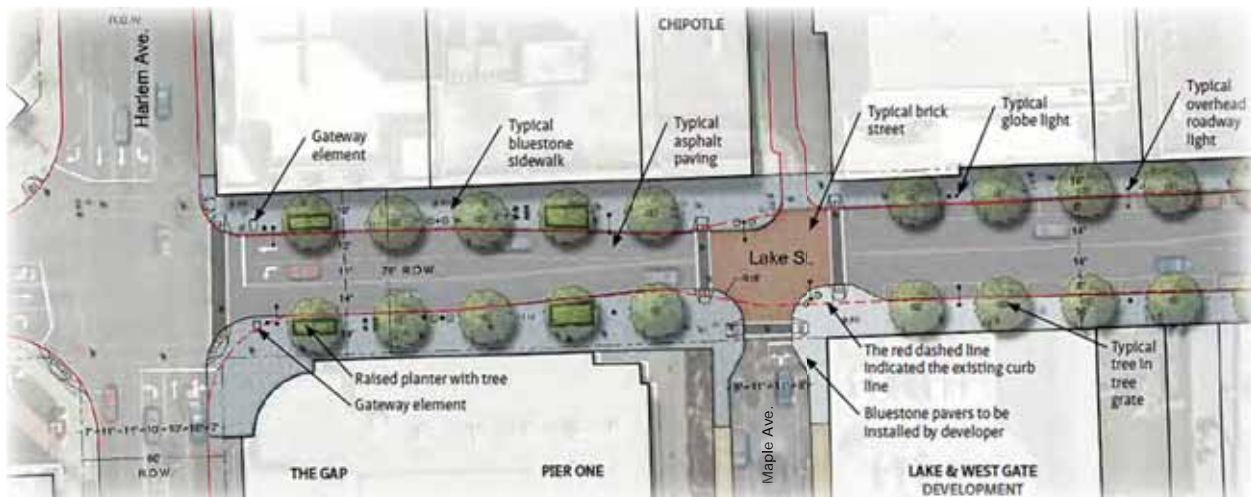 R.O.W
Harlem Ave.
CHIPOTLE
Gateway
element
Typical
bluestone
sidewalk
Typical
asphalt
paving
Typical brick
street
Typical
globe light
Typical
overhead
roadway
light
Lake St.
78' R.O.W
Raised planter with tree
Gateway element
The red dashed line
indicated the existing curb
line
Bluestone pavers to be
installed by developer
Typical
tree in
tree
grate
Maple Ave.
R.O.W
THE GAP
PIER ONE
LAKE & WEST GATE
DEVELOPMENT